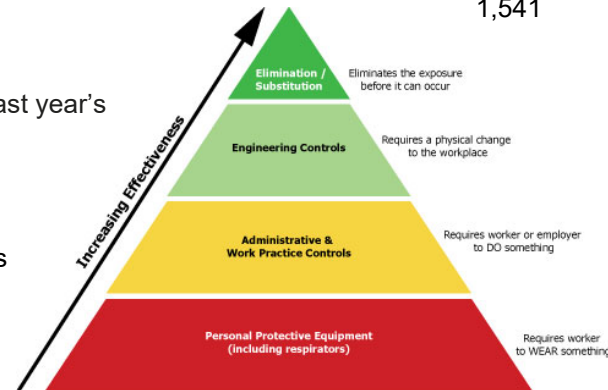 1,541
Elimination /
Substitution
Eliminates the exposure
before it can occur
year's
Engineering Controls
Requires a physical change
to the workplace
Increasing Effectiveness
Administrative &
Work Practice Controls
Requires worker or employer
to DO something
Personal Protective Equipment
(including respirators)
Requires worker
to WEAR something